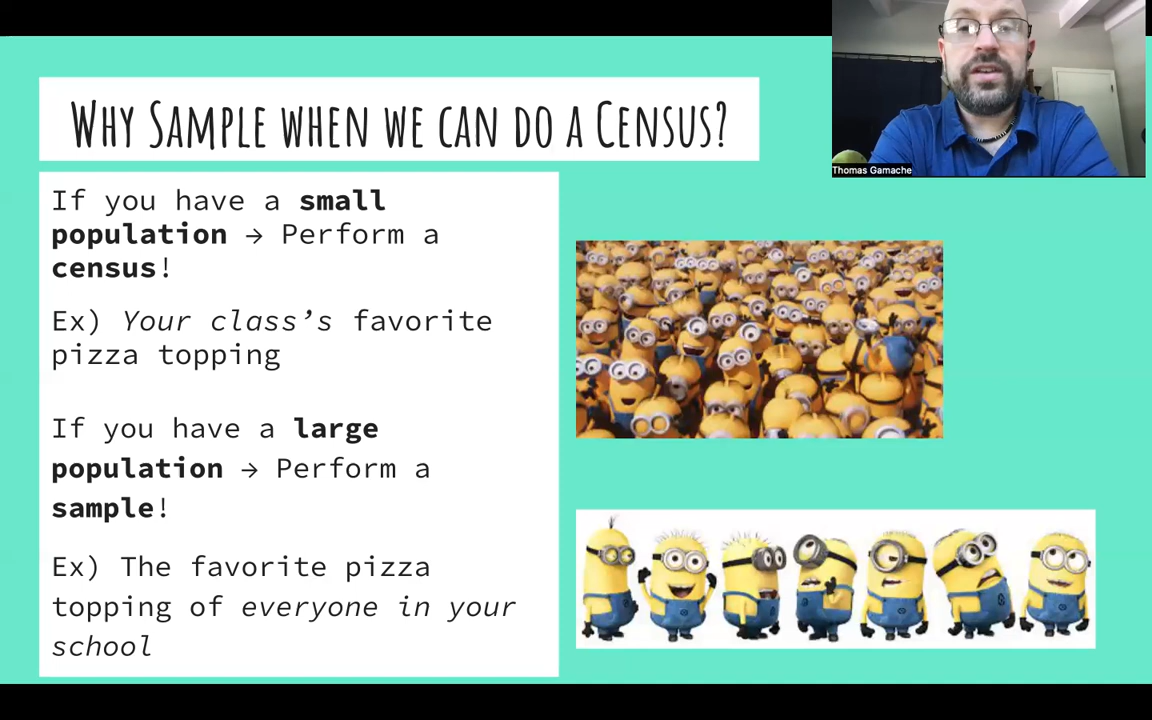 Why Sample when we can do a Census?
Thomas Gamache
If you have a small
population → Perform a
census!
Ex) Your class’s favorite
pizza topping
If you have a large
population → Perform a
sample!
Ex) The favorite pizza
topping of everyone in your
school